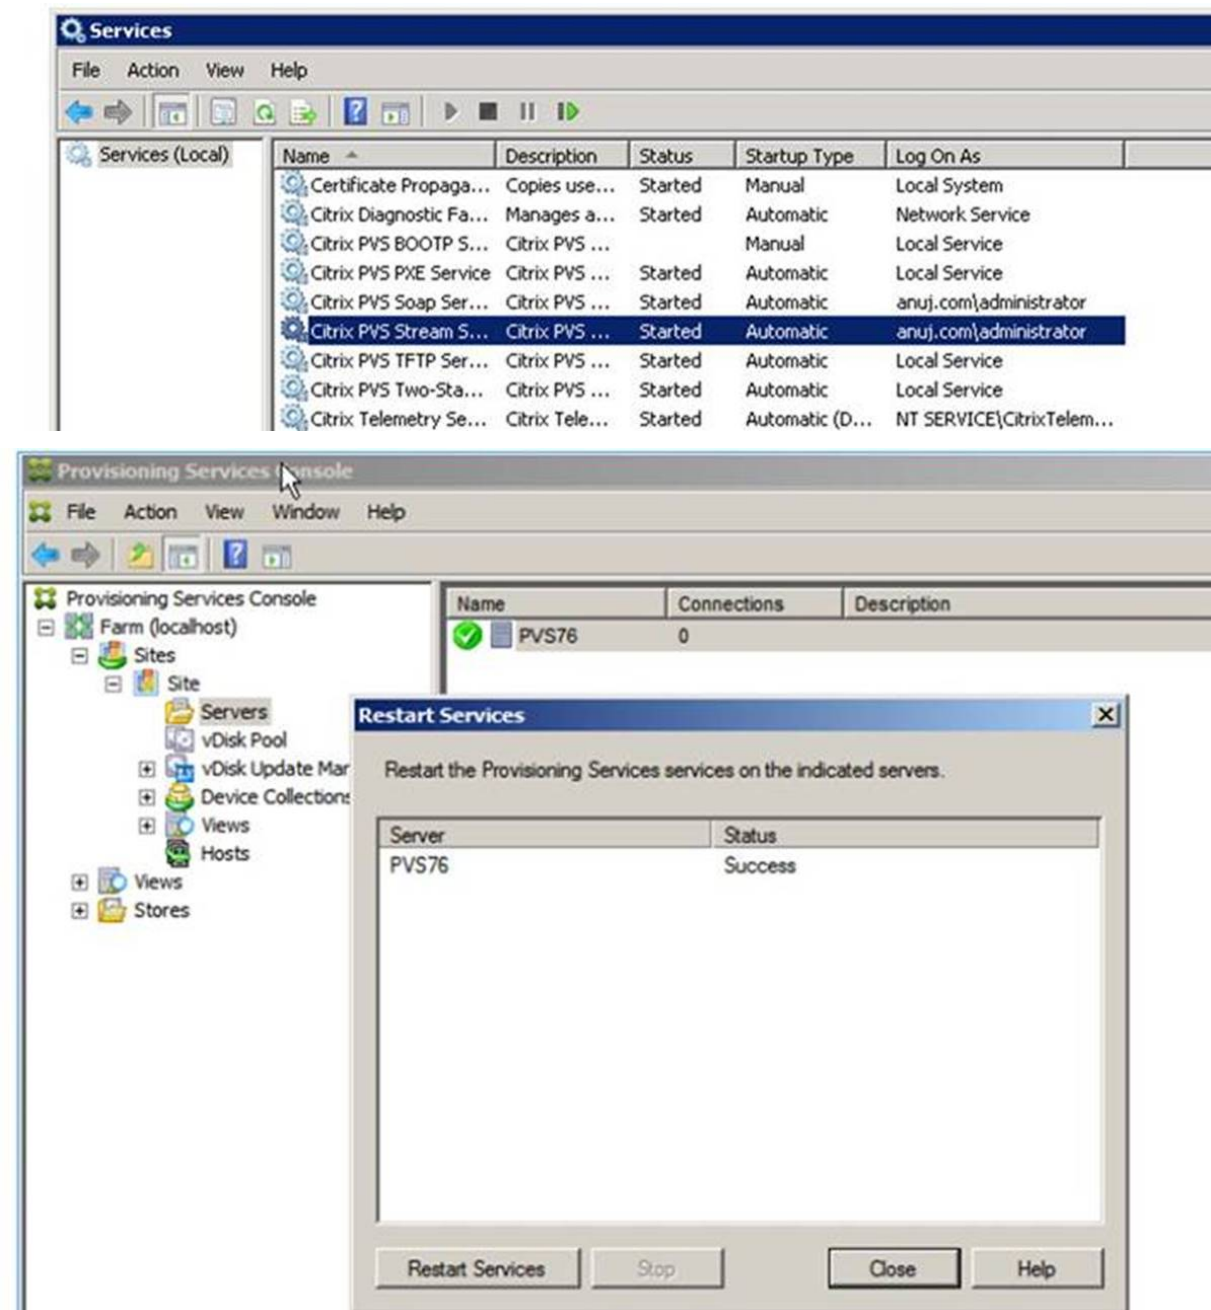 Services
File Action View Help
Services (Local)
Name Description Status Startup Type Log On As
Certificate Propaga... Copies use... Started Manual Local System
Citrix Diagnostic Fa... Manages a... Started Automatic Network Service
Citrix PVS BOOTP S... Citrix PVS ... Manual Local Service
Citrix PVS PXE Service Citrix PVS ... Started Automatic Local Service
Citrix PVS Soap Ser... Citrix PVS ... Started Automatic anuj.com\administrator
Citrix PVS Stream S... Citrix PVS ... Started Automatic anuj.com\administrator
Citrix PVS TFTP Ser... Citrix PVS ... Started Automatic Local Service
Citrix PVS Two-Sta... Citrix PVS ... Started Automatic Local Service
Citrix Telemetry Se... Citrix Tele... Started Automatic (D... NT SERVICE\CitrixTelem...
Provisioning Services Console
File Action View Window Help
Provisioning Services Console
Farm (localhost)
Sites
Site
Servers
vDisk Pool
vDisk Update Mar
Device Collections
Views
Hosts
Views
Stores
Name Connections Description
PVS76 0
Restart Services
Restart the Provisioning Services services on the indicated servers.
Server Status
PVS76 Success
Restart Services Stop Close Help